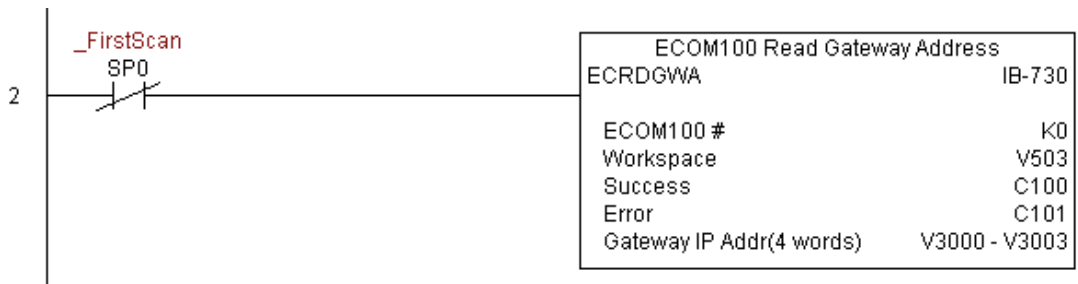 _FirstScan
SP0
2
ECOM100 Read Gateway Address
ECRDGWA IB-730
ECOM100 # K0
Workspace V503
Success C100
Error C101
Gateway IP Addr(4 words) V3000 - V3003